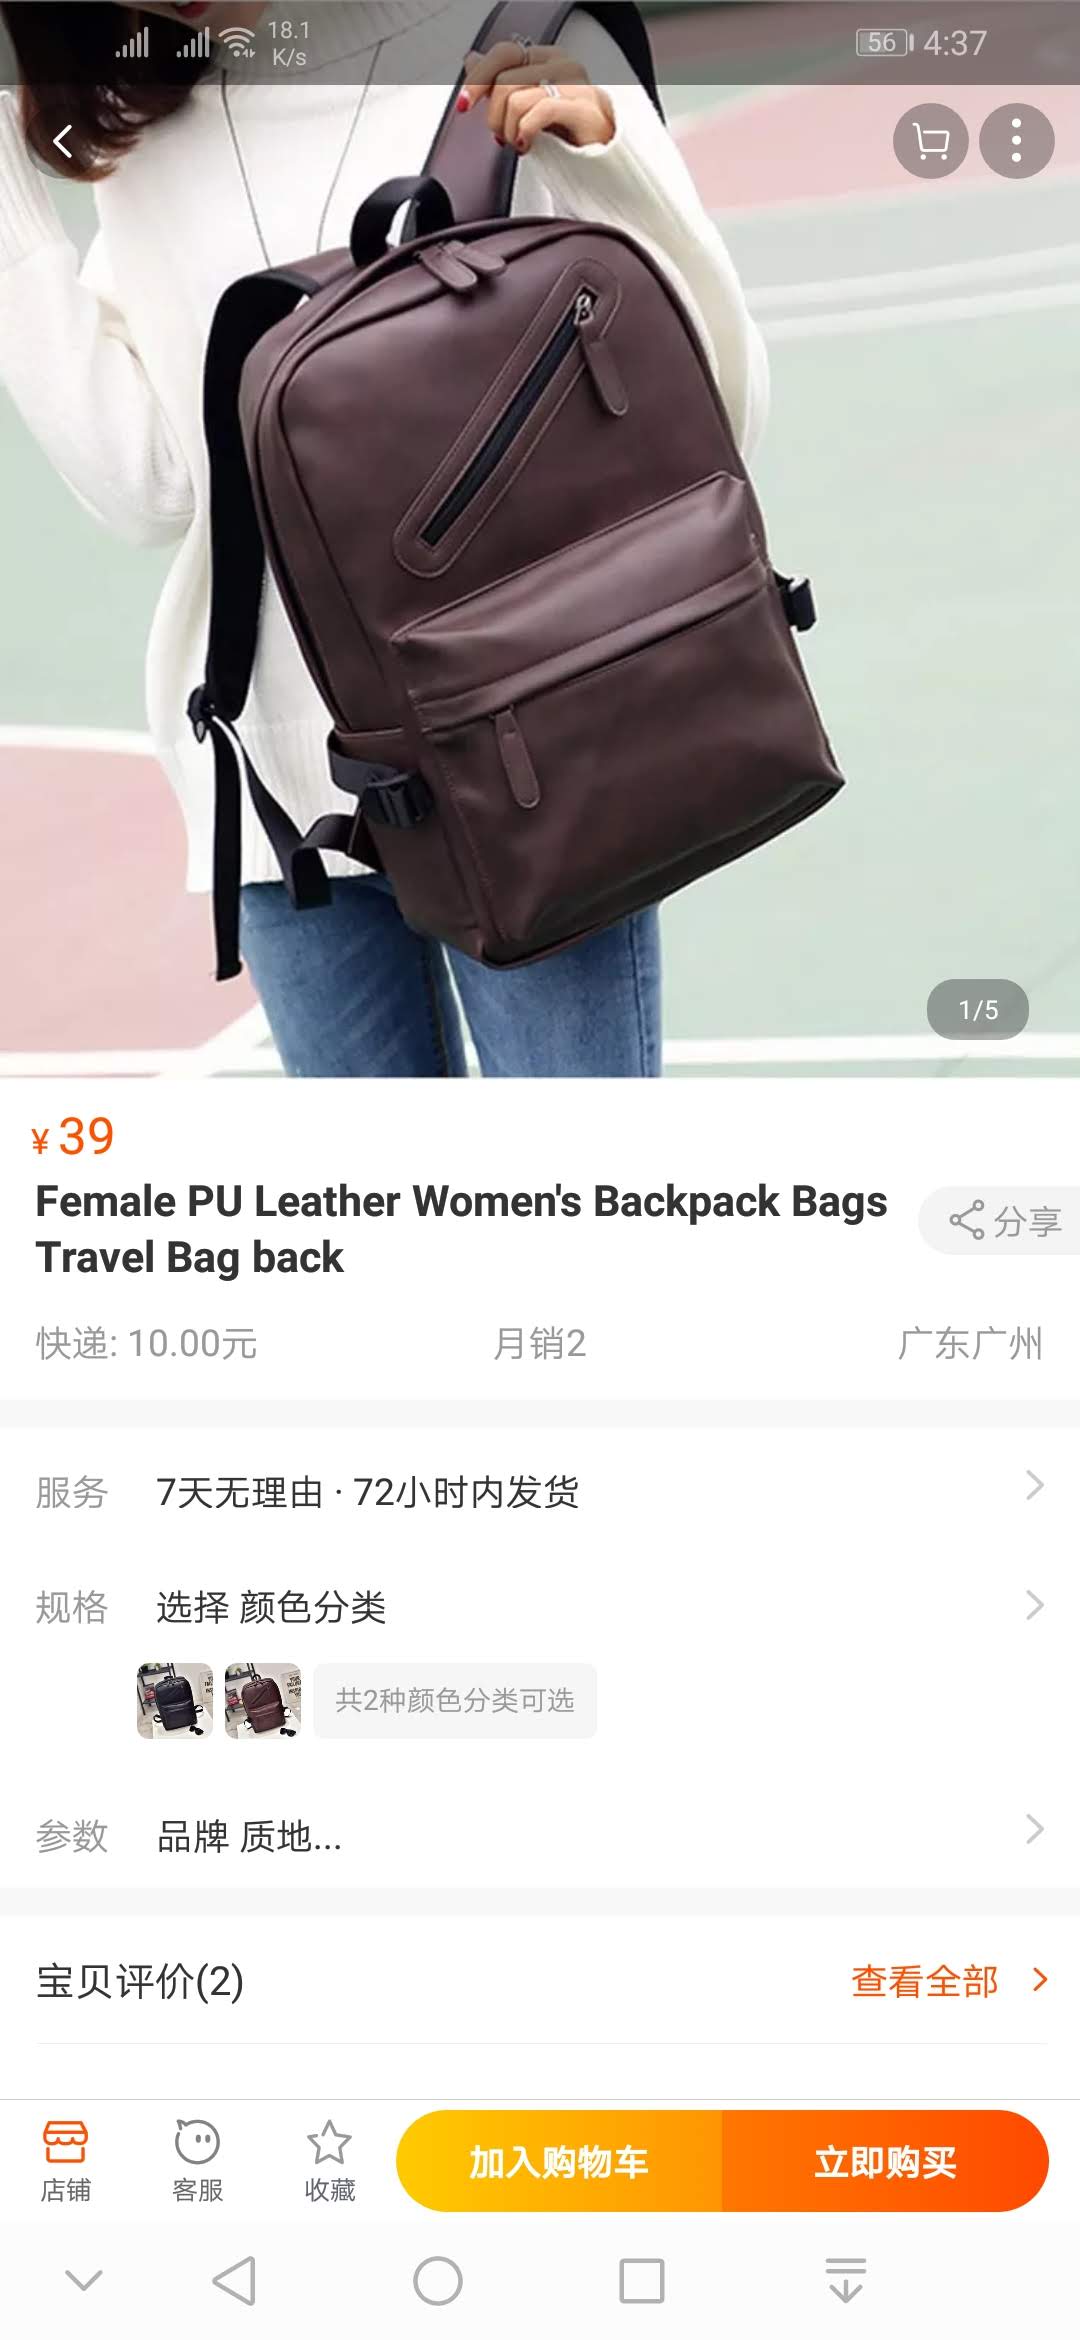 18.1
K/s
56
4:37
1/5
¥39
Female PU Leather Women's Backpack Bags
Travel Bag back
分享
快递: 10.00元
月销2
广东广州
服务
7天无理由 · 72小时内发货
规格
选择 颜色分类
共2种颜色分类可选
参数
品牌 质地...
宝贝评价(2)
查看全部
店铺
客服
收藏
加入购物车
立即购买